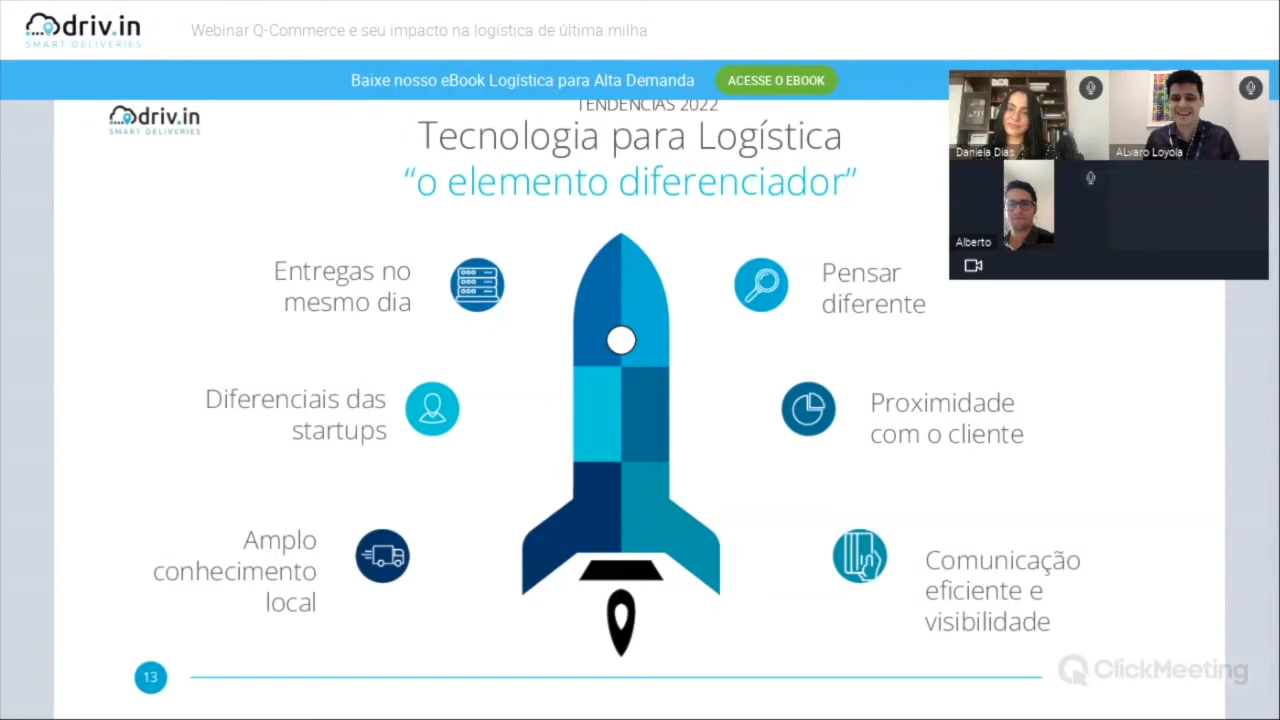 driv.in
SMART DELIVERIES
Webinar Q-Commerce e seu impacto na logística de última milha
Baixe nosso eBook Logística para Alta Demanda
ACESSE O EBOOK
driv.in
SMART DELIVERIES
TENDENCIAS 2022
Tecnologia para Logística
“o elemento diferenciador”
Daniela Dias
ALvaro Loyola
Alberto
Entregas no
mesmo dia
Pensar
diferente
Diferenciais das
startups
Proximidade
com o cliente
Amplo
conhecimento
local
Comunicação
eficiente e
visibilidade
13
ClickMeeting